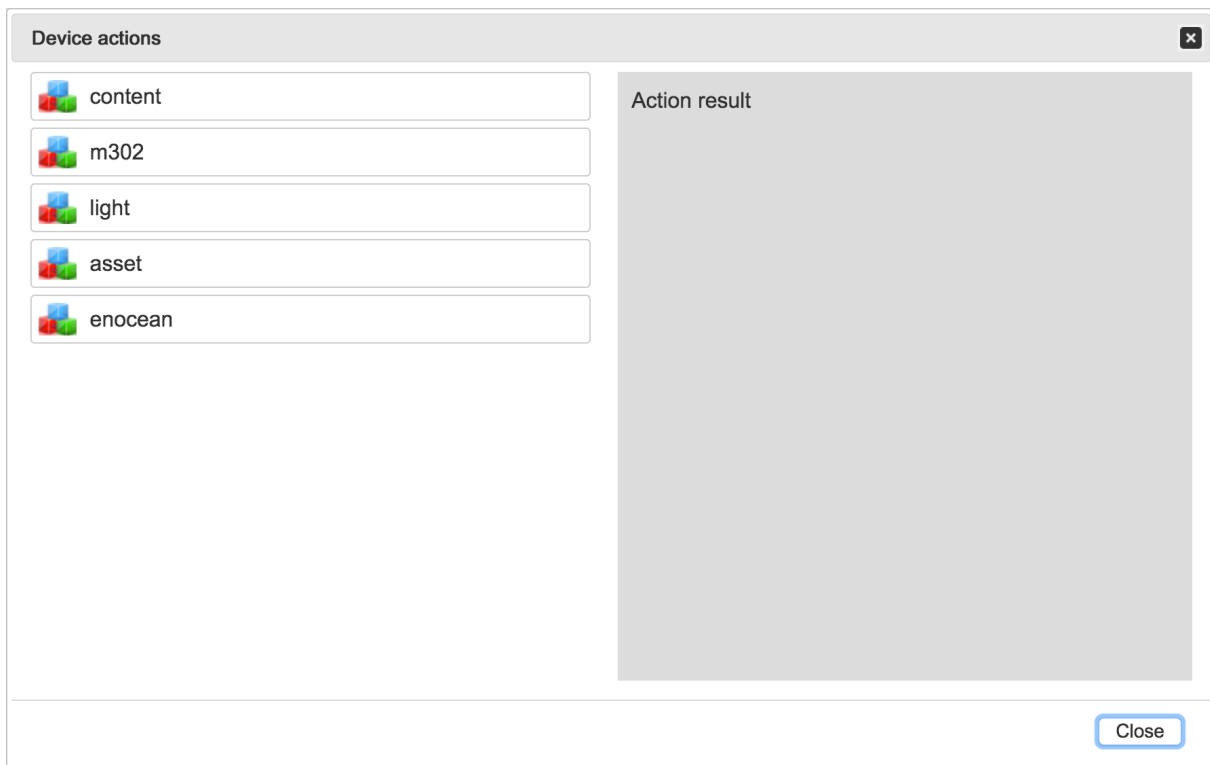 Device actions
content
m302
light
asset
enocean
Action result
Close